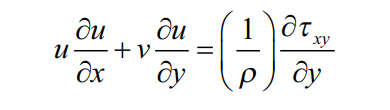 u ∂u/∂x + v ∂u/∂y = (1/ρ) ∂τ_xy/∂y